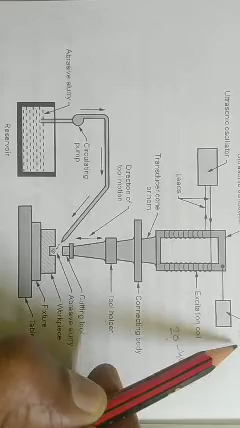 Ultrasonic oscillator
Leads
Excitation coil
Transducer cone
or horn
Connecting body
Direction of
tool motion
Tool holder
Circulating
pump
Abrasive slurry
Cutting tool
Abrasive slurry
Workpiece
Fixture
Table
Reservoir